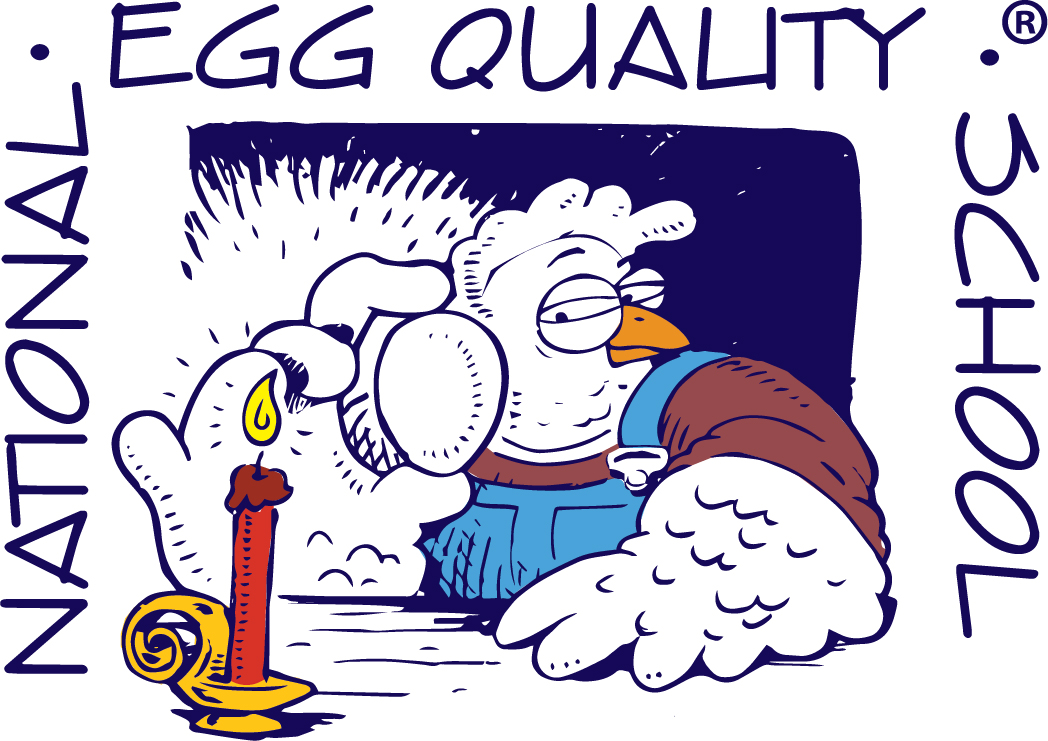 NATIONAL
· EGG QUALITY ·
SCHOOL
®